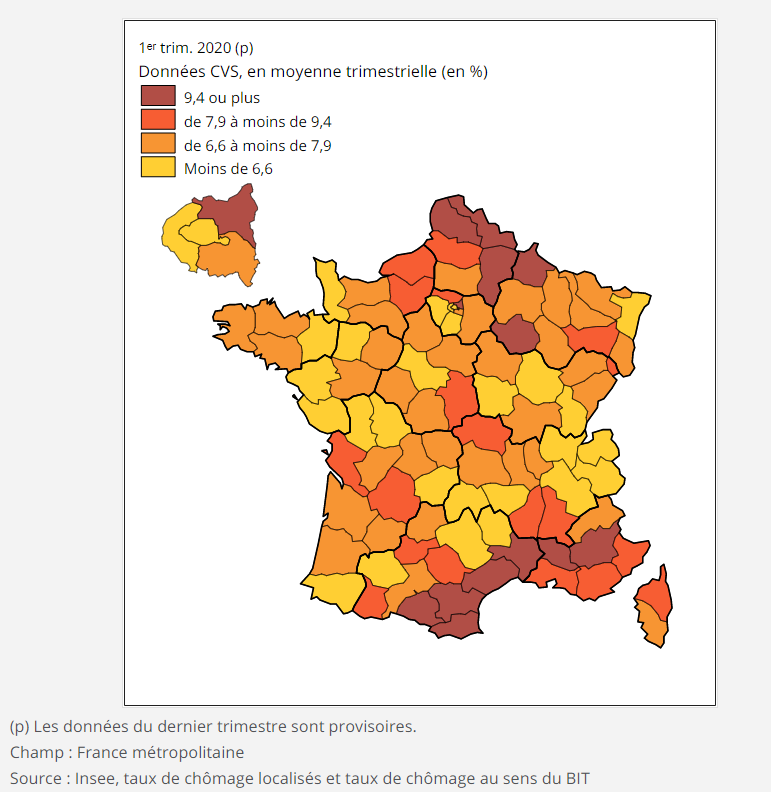 1er trim. 2020 (p)
Données CVS, en moyenne trimestrielle (en %)
9,4 ou plus
de 7,9 à moins de 9,4
de 6,6 à moins de 7,9
Moins de 6,6
(p) Les données du dernier trimestre sont provisoires.
Champ : France métropolitaine
Source : Insee, taux de chômage localisés et taux de chômage au sens du BIT